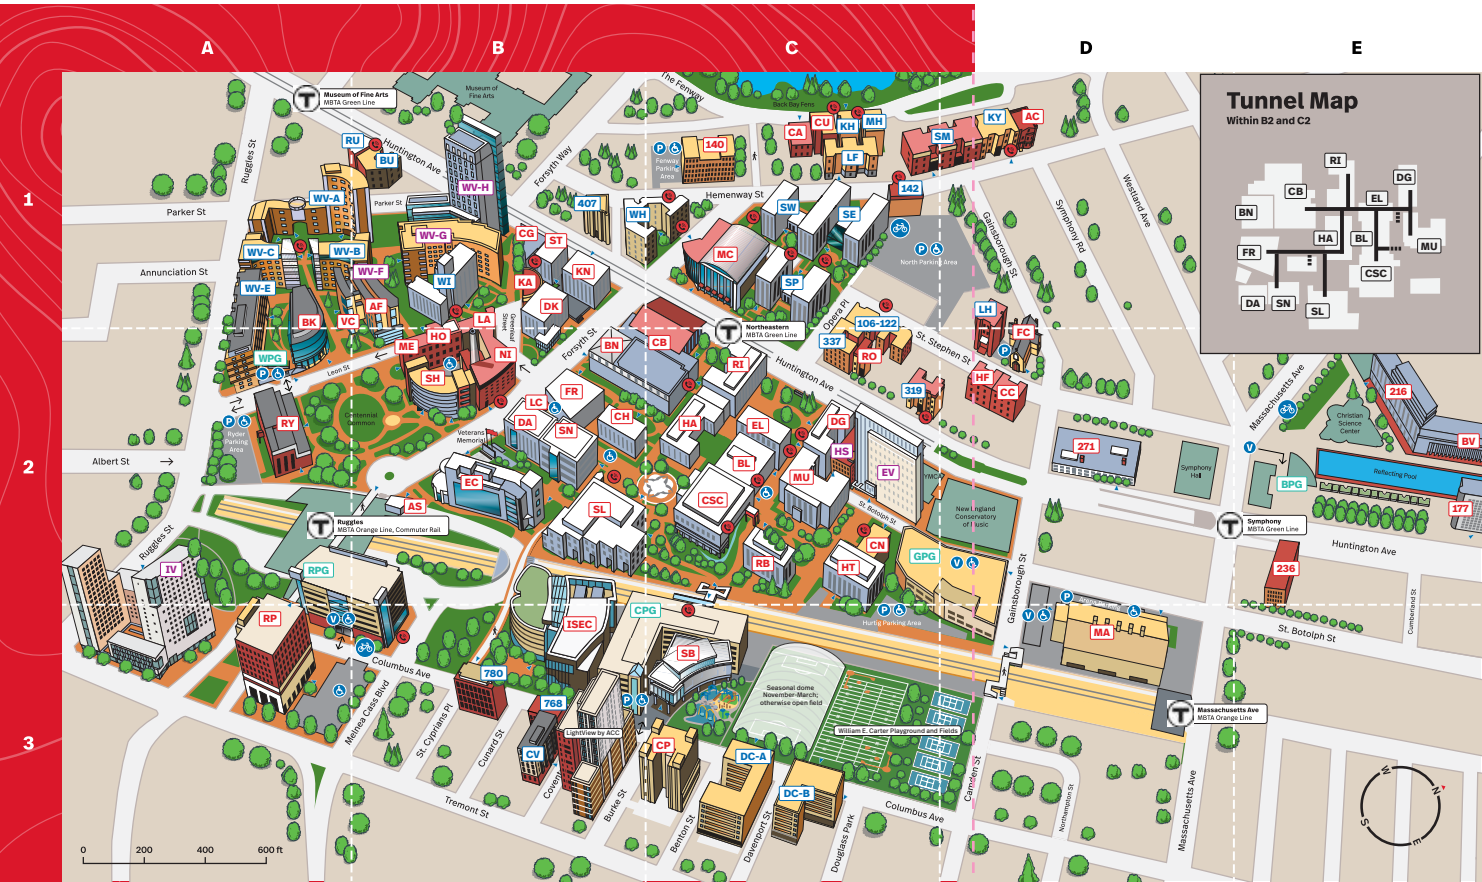 A
B
C
D
E
1
2
3
Tunnel Map
Within B2 and C2
RI
DG
CB
EL
BN
HA
BL
MU
FR
CSC
DA
SN
SL
Museum of Fine Arts
MBTA Green Line
Museum of
Fine Arts
The Fenway
Back Bay Fens
Ruggles St
Huntington Ave
Forsyth Way
Parker St
Parker St
Annunciation St
Hemenway St
Fenway
Parking
Area
P
RU
BU
WV-H
WV-A
WV-G
WV-C
WV-B
WV-F
WV-E
WI
AF
BK
VC
407
WH
140
CA
CU
KH
MH
LF
SM
KY
AC
142
SW
SE
MC
SP
CG
ST
KN
KA
DK
LA
Greenleaf
Street
P
North Parking Area
Gainsborough St
Symphony Rd
Westland Ave
Opera Pl
St. Stephen St
LH
FC
P
HF
CC
106-122
337
RO
319
Northeastern
MBTA Green Line
Huntington Ave
Forsyth St
WPG
P
Leon St
ME
HO
NI
SH
BN
CB
RI
FR
LC
DA
SN
CH
HA
EL
DG
HS
EV
BL
MU
CSC
SL
RB
HT
CN
GPG
V
YMCA
New England
Conservatory
of Music
St. Botolph St
RY
P
Ryder
Parking
Area
Centennial
Common
Veterans
Memorial
EC
AS
Albert St
Ruggles
MBTA Orange Line, Commuter Rail
Ruggles St
IV
RPG
V
RP
ISEC
CPG
SB
P
Hurtig Parking Area
P
Gainsborough St
271
Symphony
Hall
Massachusetts Ave
V
BPG
Christian
Science
Center
216
BV
Reflecting Pool
177
Symphony
MBTA Green Line
Huntington Ave
236
Cumberland St
St. Botolph St
V
P
MA
Massachusetts Ave
MBTA Orange Line
Columbus Ave
Melnea Cass Blvd
St. Cyprians Pl
Cunard St
780
768
CV
LightView by ACC
P
CP
DC-A
DC-B
Seasonal dome
November-March;
otherwise open field
William E. Carter Playground and Fields
Tremont St
Burke St
Benton St
Davenport St
Douglass Park
Columbus Ave
Camden St
Northampton St
Massachusetts Ave
0
200
400
600 ft
W
N
S
E